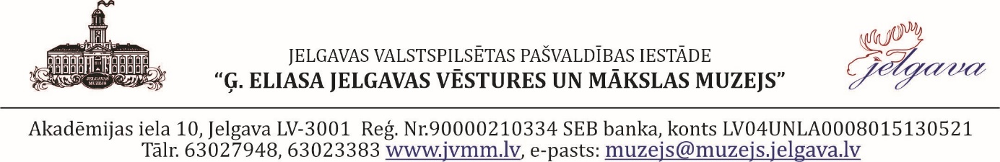 JELGAVAS VALSTSPILSĒTAS PAŠVALDĪBAS IESTĀDE
“Ģ. ELIASA JELGAVAS VĒSTURES UN MĀKSLAS MUZEJS”
JELGAVAS
MUZEJS
jelgava
Akadēmijas iela 10, Jelgava LV-3001 Reģ. Nr.90000210334 SEB banka, konts LV04UNLA0008015130521
Tālr. 63027948, 63023383 www.jvmm.lv, e-pasts: muzejs@muzejs.jelgava.lv